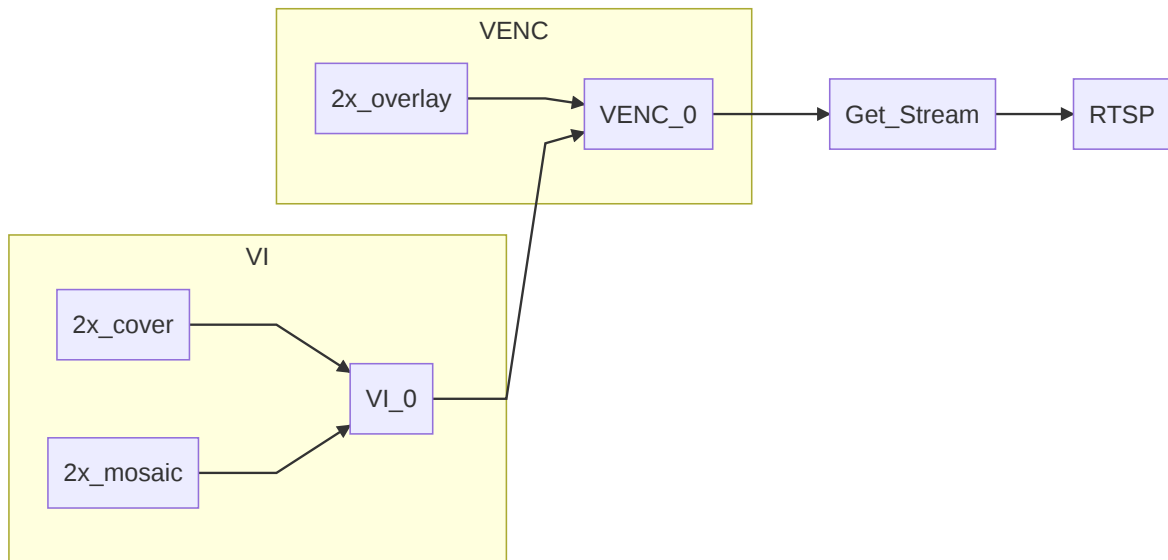 VENC
2x_overlay
VENC_0
Get_Stream
RTSP
VI
2x_cover
VI_0
2x_mosaic